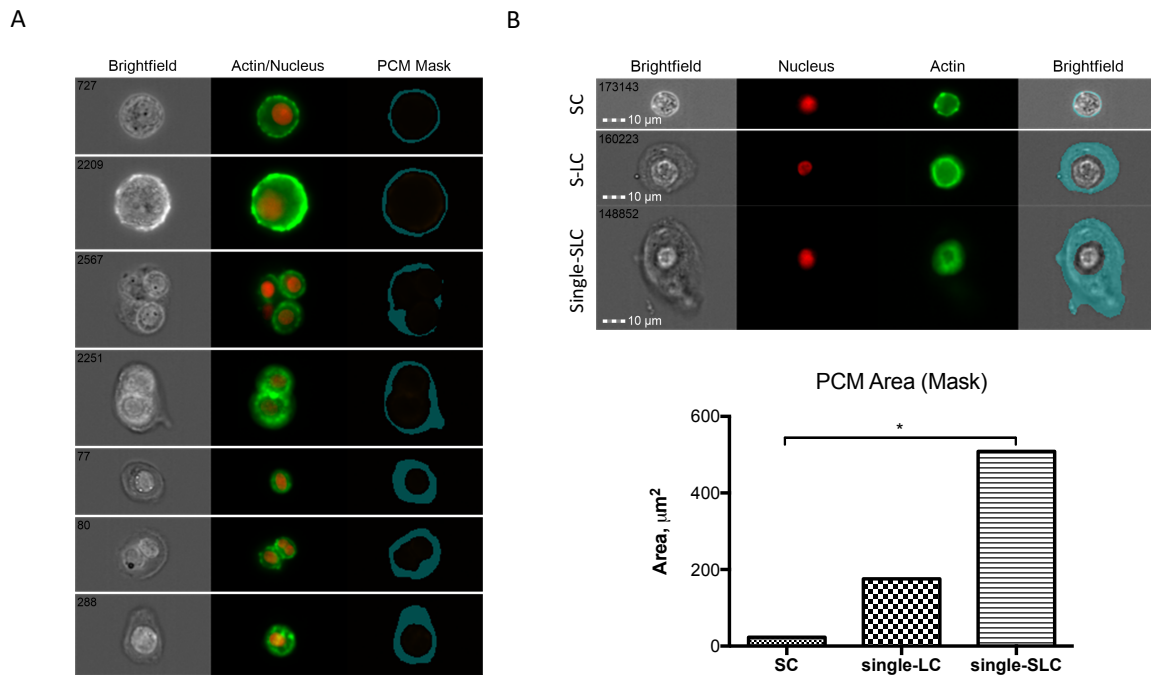 A
Brightfield Actin/Nucleus PCM Mask
727
2209
2567
2251
77
80
288
B
Brightfield Nucleus Actin Brightfield
SC
173143
10 µm
S-LC
160223
10 µm
Single-SLC
148852
10 µm
PCM Area (Mask)
Area, µm²
600
400
200
0
*
SC single-LC single-SLC